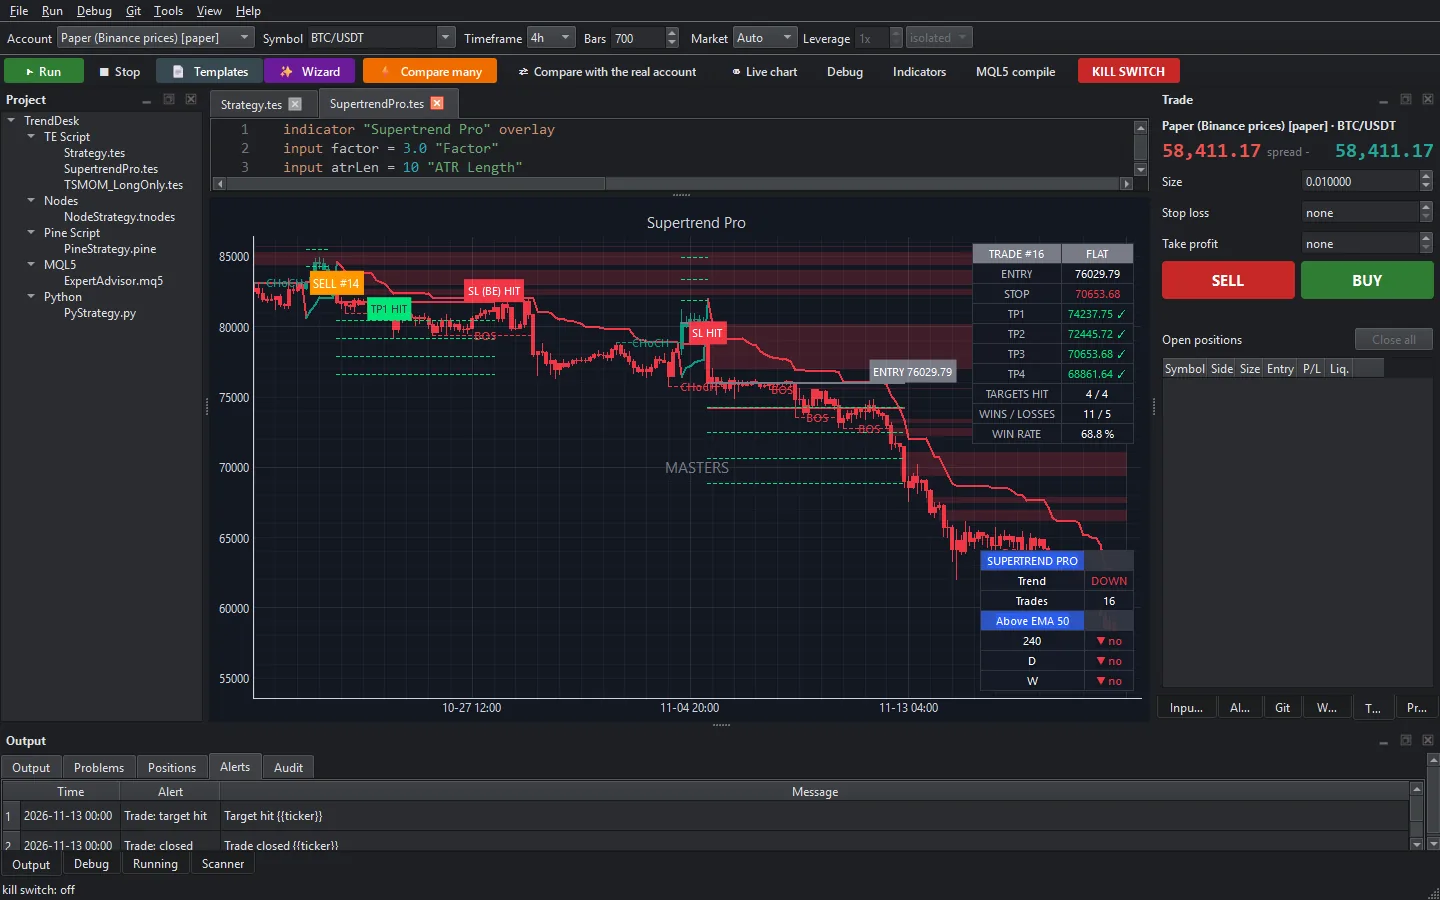 File Run Debug Git Tools View Help
Account Paper (Binance prices) [paper] Symbol BTC/USDT Timeframe 4h Bars 700 Market Auto Leverage 1x isolated
Run Stop Templates Wizard Compare many Compare with the real account Live chart Debug Indicators MQL5 compile KILL SWITCH
Project
TrendDesk
TE Script
Strategy.tes
SupertrendPro.tes
TSMOM_LongOnly.tes
Nodes
NodeStrategy.tnodes
Pine Script
PineStrategy.pine
MQL5
ExpertAdvisor.mq5
Python
PyStrategy.py
Strategy.tes SupertrendPro.tes
1 indicator "Supertrend Pro" overlay
2 input factor = 3.0 "Factor"
3 input atrLen = 10 "ATR Length"
Supertrend Pro
85000
80000
75000
70000
65000
60000
55000
10-27 12:00 11-04 20:00 11-13 04:00
CHoCH
SELL #14
TP1 HIT
SL (BE) HIT
BOS
CHoCH
SL HIT
CHoCH
BOS
BOS
BOS
ENTRY 76029.79
MASTERS
TRADE #16 FLAT
ENTRY 76029.79
STOP 70653.68
TP1 74237.75 ✓
TP2 72445.72 ✓
TP3 70653.68 ✓
TP4 68861.64 ✓
TARGETS HIT 4 / 4
WINS / LOSSES 11 / 5
WIN RATE 68.8 %
SUPERTREND PRO
Trend DOWN
Trades 16
Above EMA 50
240 ▼ no
D ▼ no
W ▼ no
Trade
Paper (Binance prices) [paper] · BTC/USDT
58,411.17 spread - 58,411.17
Size 0.010000
Stop loss none
Take profit none
SELL BUY
Open positions Close all
Symbol Side Size Entry P/L Liq.
Inpu... Al... Git W... T... Pr...
Output
Output Problems Positions Alerts Audit
Time Alert Message
1 2026-11-13 00:00 Trade: target hit Target hit {{ticker}}
2 2026-11-13 00:00 Trade: closed Trade closed {{ticker}}
Output Debug Running Scanner
kill switch: off